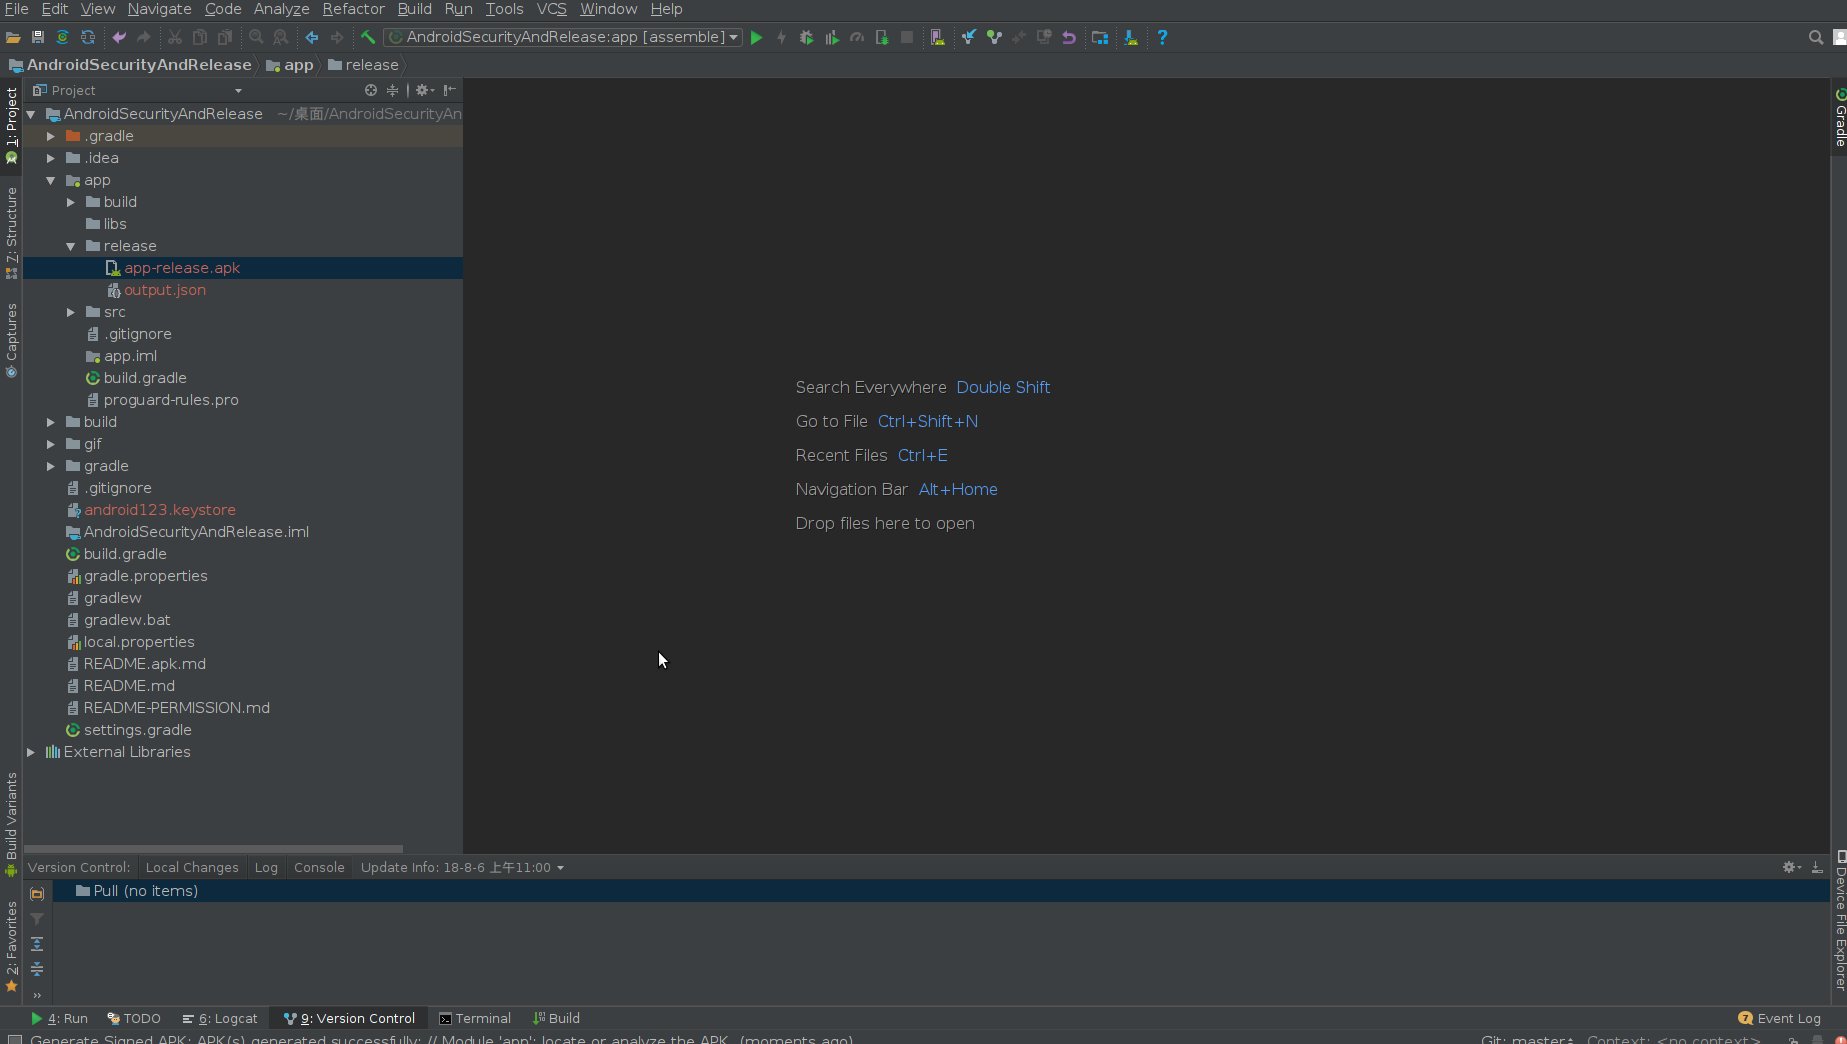 File Edit View Navigate Code Analyze Refactor Build Run Tools VCS Window Help
AndroidSecurityAndRelease:app [assemble]
AndroidSecurityAndRelease app release
Project
1: Project
Z: Structure
Captures
Build Variants
2: Favorites
AndroidSecurityAndRelease ~/桌面/AndroidSecurityAn
.gradle
.idea
app
build
libs
release
app-release.apk
output.json
src
.gitignore
app.iml
build.gradle
proguard-rules.pro
build
gif
gradle
.gitignore
android123.keystore
AndroidSecurityAndRelease.iml
build.gradle
gradle.properties
gradlew
gradlew.bat
local.properties
README.apk.md
README.md
README-PERMISSION.md
settings.gradle
External Libraries
Search Everywhere Double Shift
Go to File Ctrl+Shift+N
Recent Files Ctrl+E
Navigation Bar Alt+Home
Drop files here to open
Gradle
Device File Explorer
Version Control: Local Changes Log Console Update Info: 18-8-6 上午11:00
Pull (no items)
4: Run TODO 6: Logcat 9: Version Control Terminal Build 7 Event Log
Generate Signed APK: APK(s) generated successfully: // Module 'app': locate or analyze the APK. (moments ago) Git: master Context: <no context>